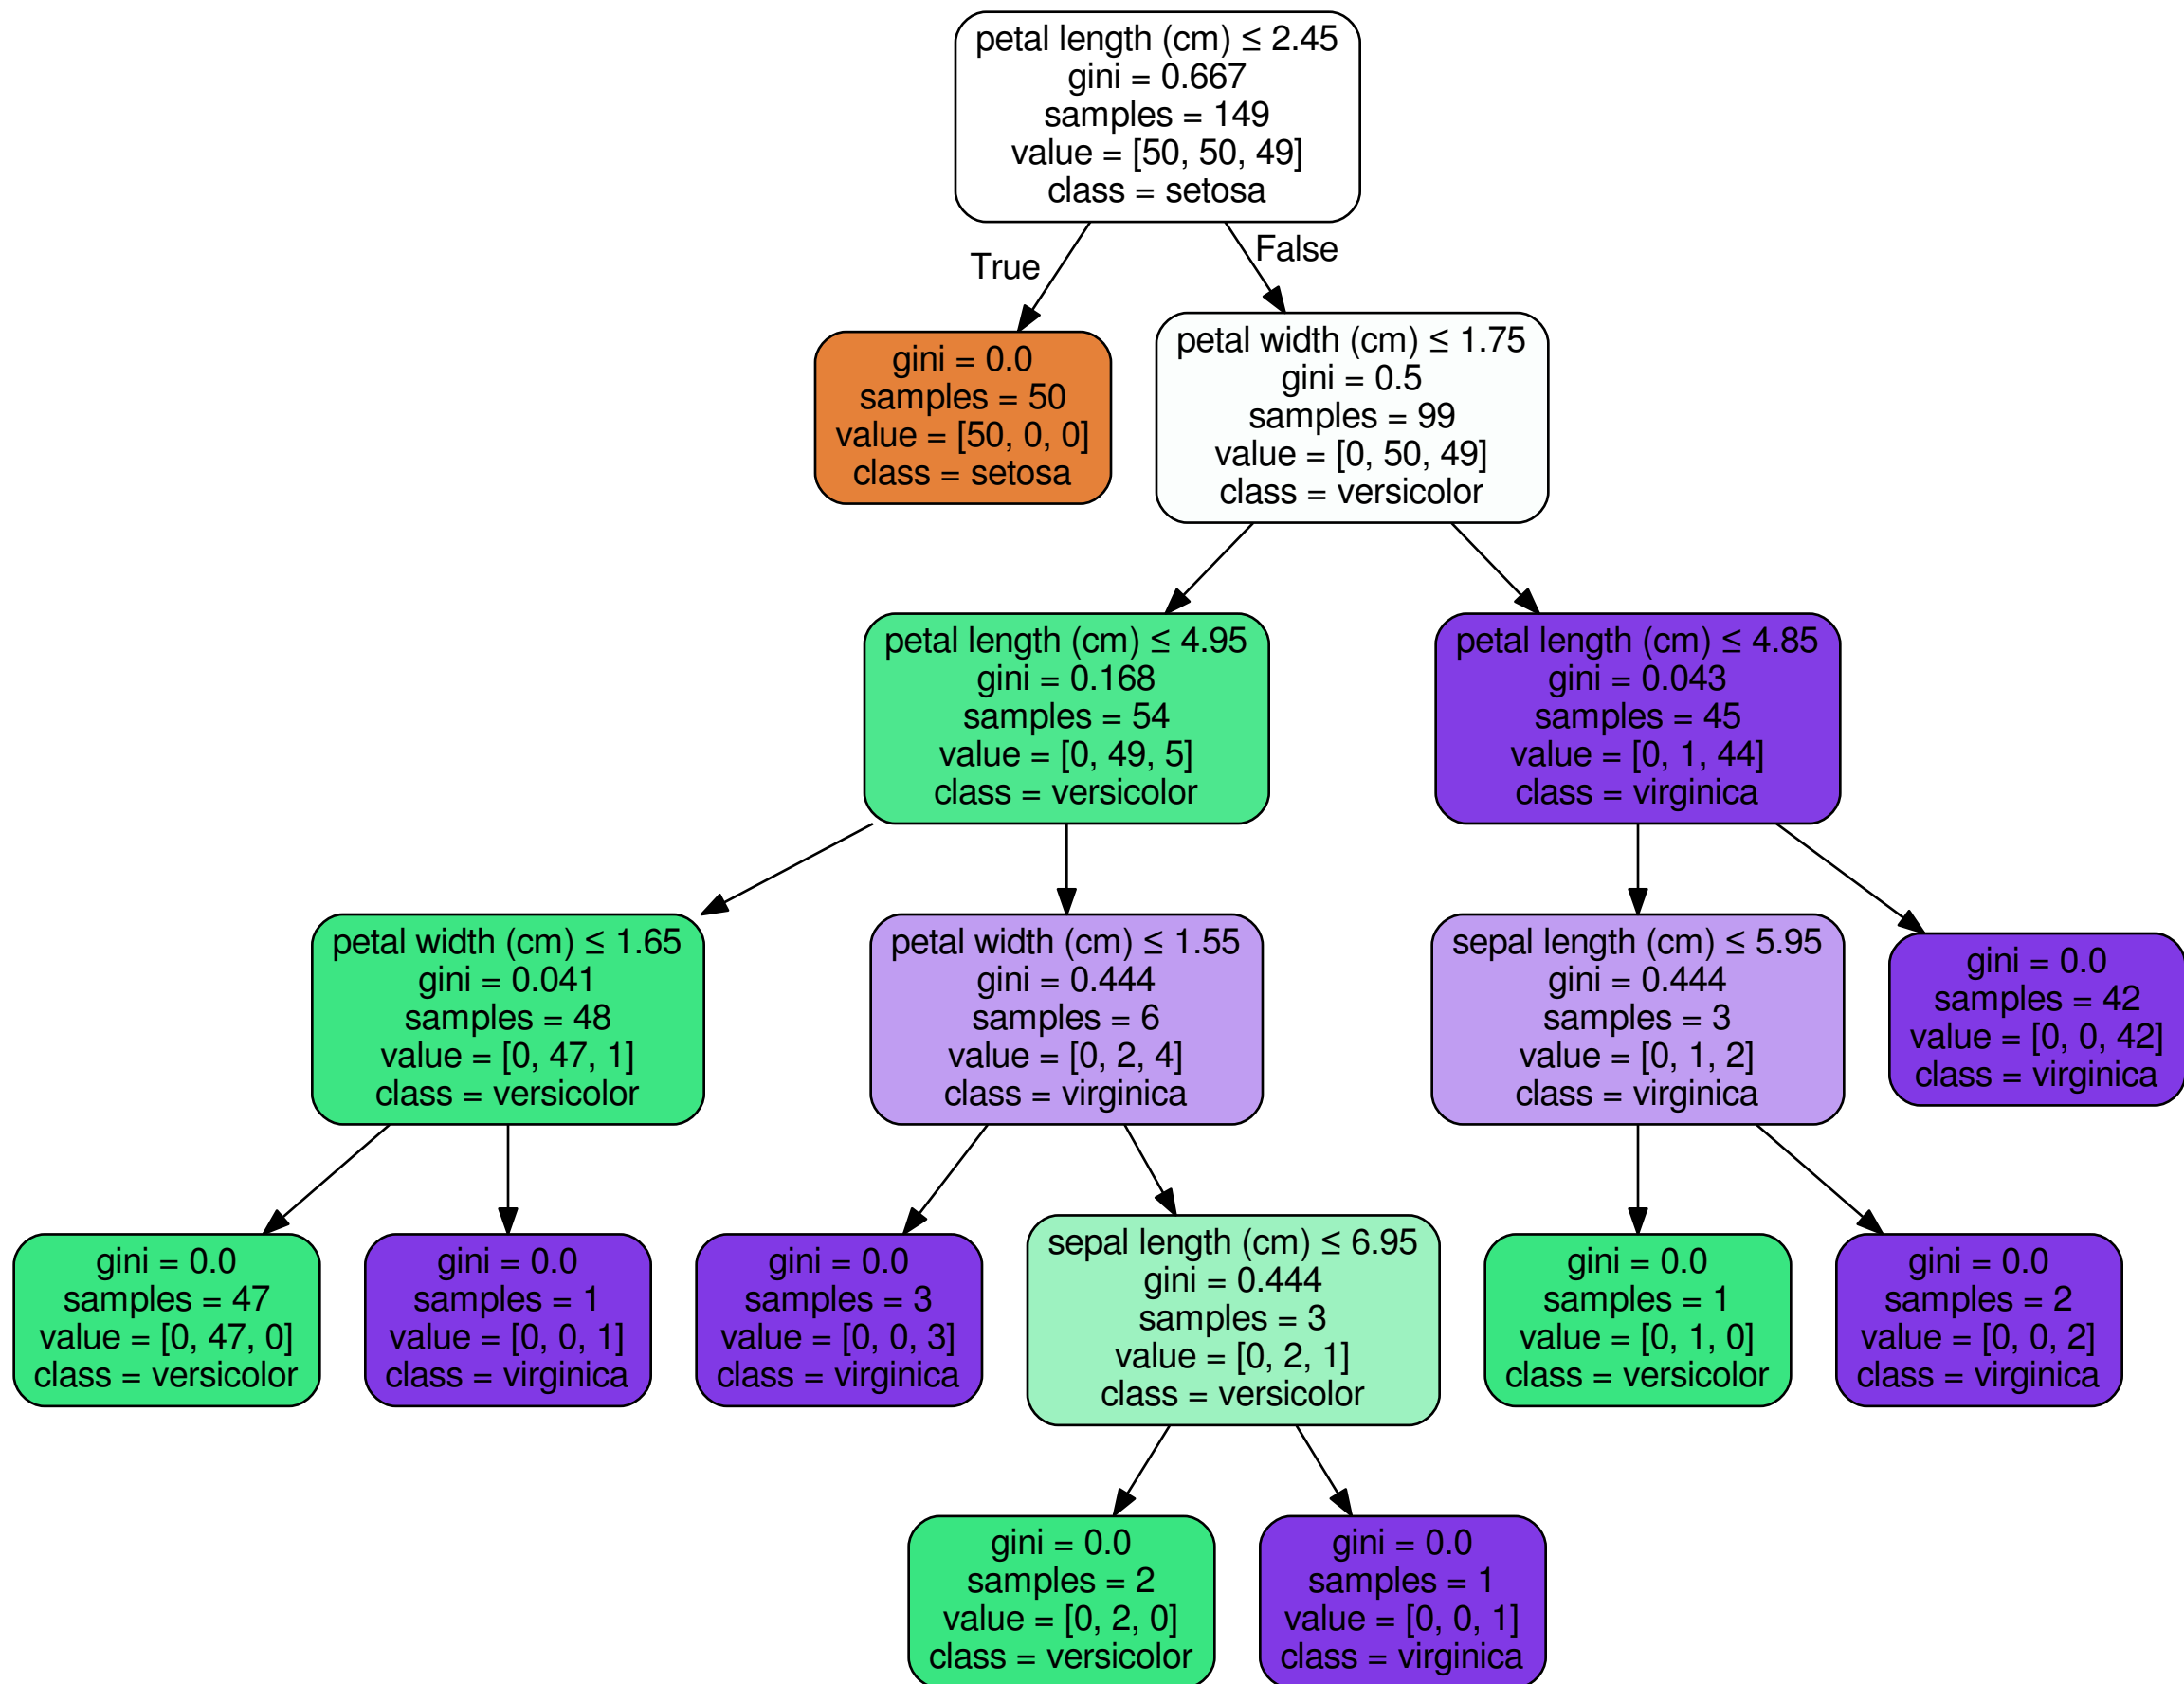 petal length (cm) ≤ 2.45
gini = 0.667
samples = 149
value = [50, 50, 49]
class = setosa
True
False
gini = 0.0
samples = 50
value = [50, 0, 0]
class = setosa
petal width (cm) ≤ 1.75
gini = 0.5
samples = 99
value = [0, 50, 49]
class = versicolor
petal length (cm) ≤ 4.95
gini = 0.168
samples = 54
value = [0, 49, 5]
class = versicolor
petal length (cm) ≤ 4.85
gini = 0.043
samples = 45
value = [0, 1, 44]
class = virginica
petal width (cm) ≤ 1.65
gini = 0.041
samples = 48
value = [0, 47, 1]
class = versicolor
petal width (cm) ≤ 1.55
gini = 0.444
samples = 6
value = [0, 2, 4]
class = virginica
sepal length (cm) ≤ 5.95
gini = 0.444
samples = 3
value = [0, 1, 2]
class = virginica
gini = 0.0
samples = 42
value = [0, 0, 42]
class = virginica
gini = 0.0
samples = 47
value = [0, 47, 0]
class = versicolor
gini = 0.0
samples = 1
value = [0, 0, 1]
class = virginica
gini = 0.0
samples = 3
value = [0, 0, 3]
class = virginica
sepal length (cm) ≤ 6.95
gini = 0.444
samples = 3
value = [0, 2, 1]
class = versicolor
gini = 0.0
samples = 1
value = [0, 1, 0]
class = versicolor
gini = 0.0
samples = 2
value = [0, 0, 2]
class = virginica
gini = 0.0
samples = 2
value = [0, 2, 0]
class = versicolor
gini = 0.0
samples = 1
value = [0, 0, 1]
class = virginica